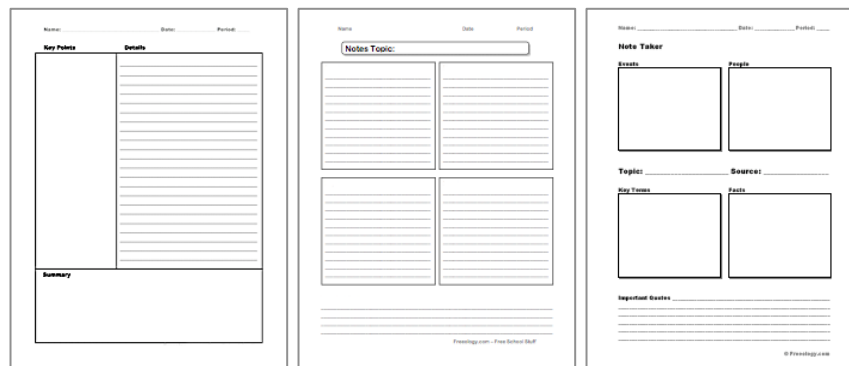 Name: Date: Period:
Key Points Details
Summary
Name Date Period
Notes Topic:
Freeology.com - Free School Stuff
Name: Date: Period:
Note Taker
Events People
Topic: Source:
Key Terms Facts
Important Quotes
© Freeology.com